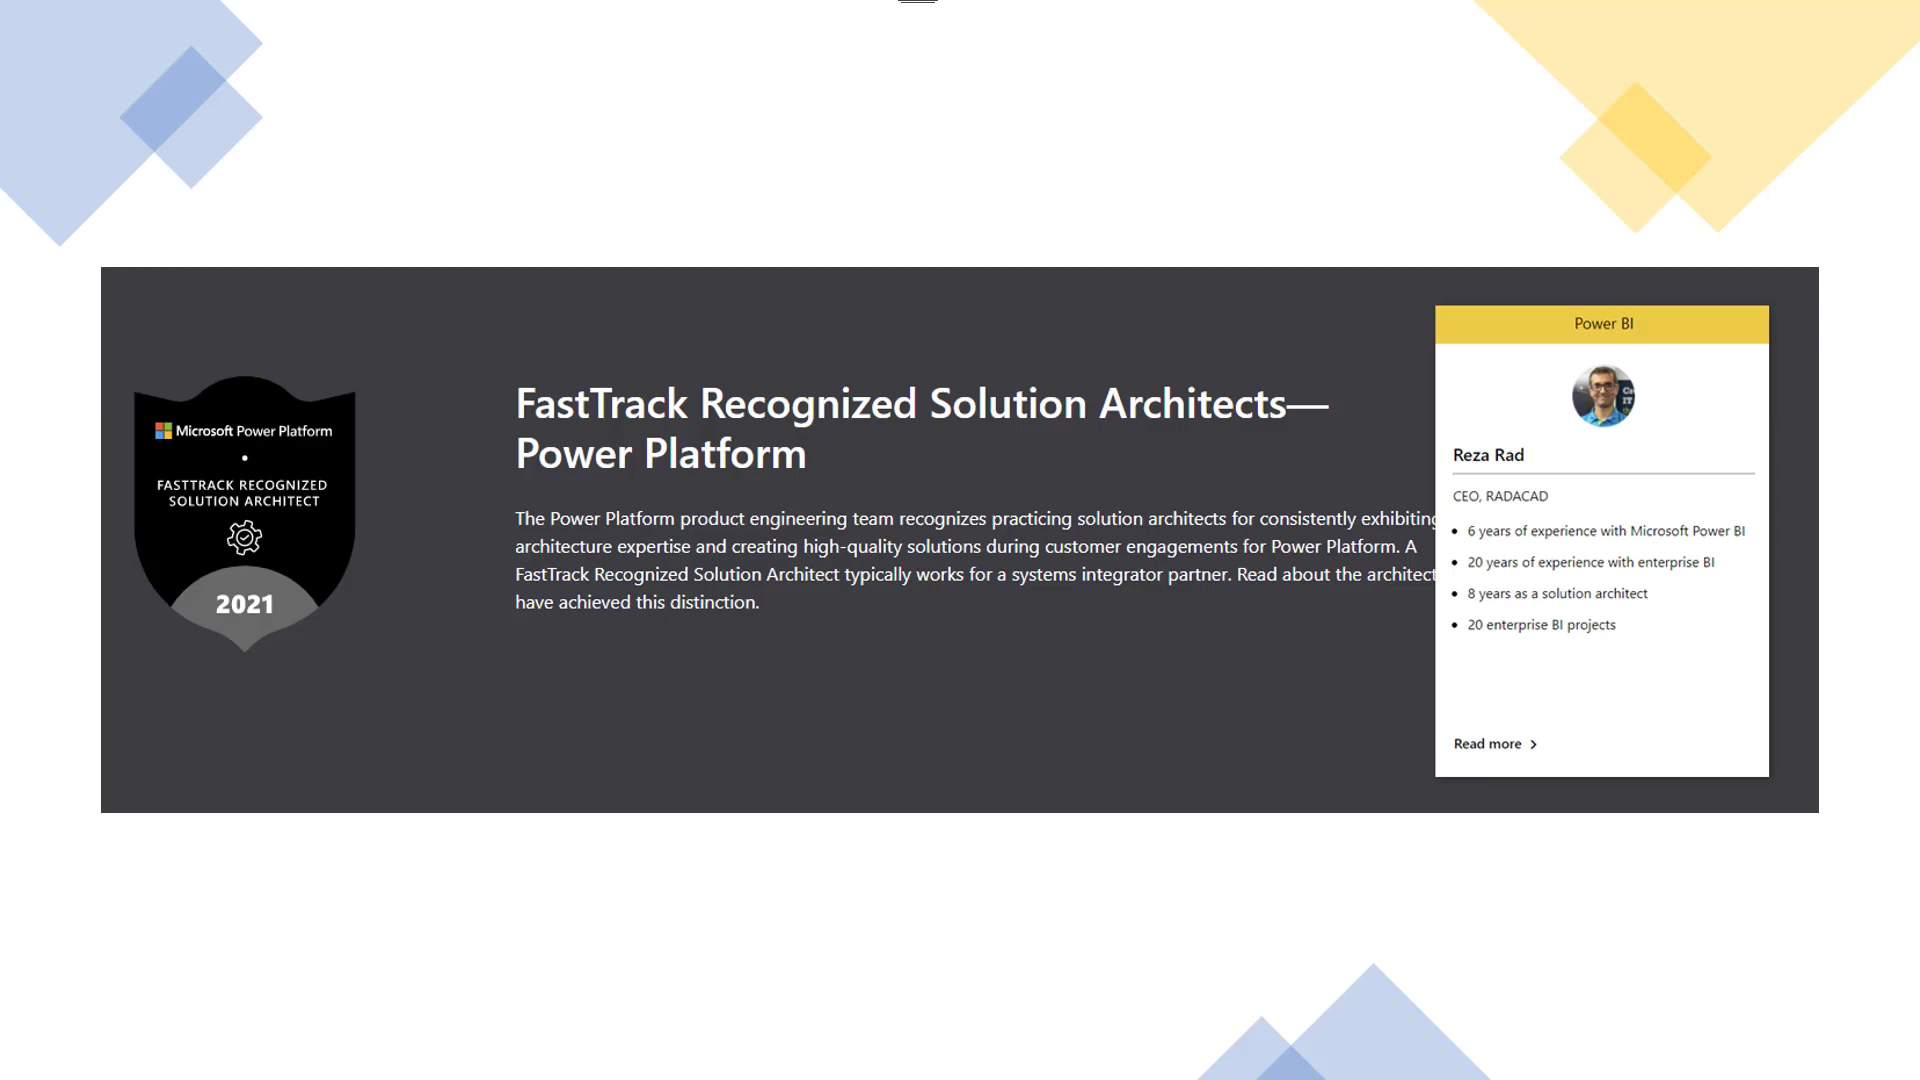 Microsoft Power Platform
FASTTRACK RECOGNIZED
SOLUTION ARCHITECT
2021
FastTrack Recognized Solution Architects—
Power Platform
The Power Platform product engineering team recognizes practicing solution architects for consistently exhibiting
architecture expertise and creating high-quality solutions during customer engagements for Power Platform. A
FastTrack Recognized Solution Architect typically works for a systems integrator partner. Read about the architect
have achieved this distinction.
Power BI
Reza Rad
CEO, RADACAD
• 6 years of experience with Microsoft Power BI
• 20 years of experience with enterprise BI
• 8 years as a solution architect
• 20 enterprise BI projects
Read more >